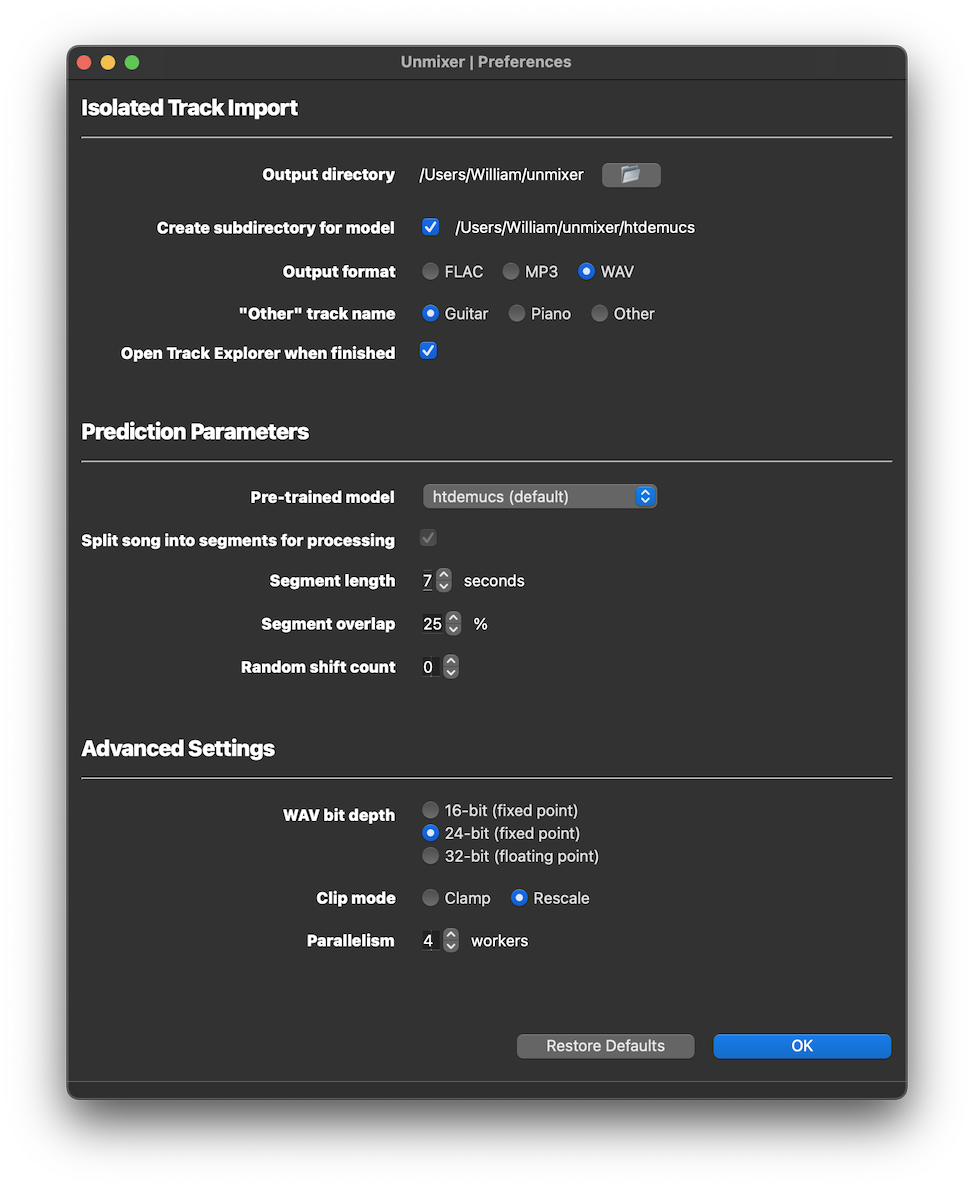 Unmixer | Preferences
Isolated Track Import
Output directory /Users/William/unmixer
Create subdirectory for model /Users/William/unmixer/htdemucs
Output format FLAC MP3 WAV
"Other" track name Guitar Piano Other
Open Track Explorer when finished
Prediction Parameters
Pre-trained model htdemucs (default)
Split song into segments for processing
Segment length 7 seconds
Segment overlap 25 %
Random shift count 0
Advanced Settings
WAV bit depth 16-bit (fixed point)
24-bit (fixed point)
32-bit (floating point)
Clip mode Clamp Rescale
Parallelism 4 workers
Restore Defaults OK